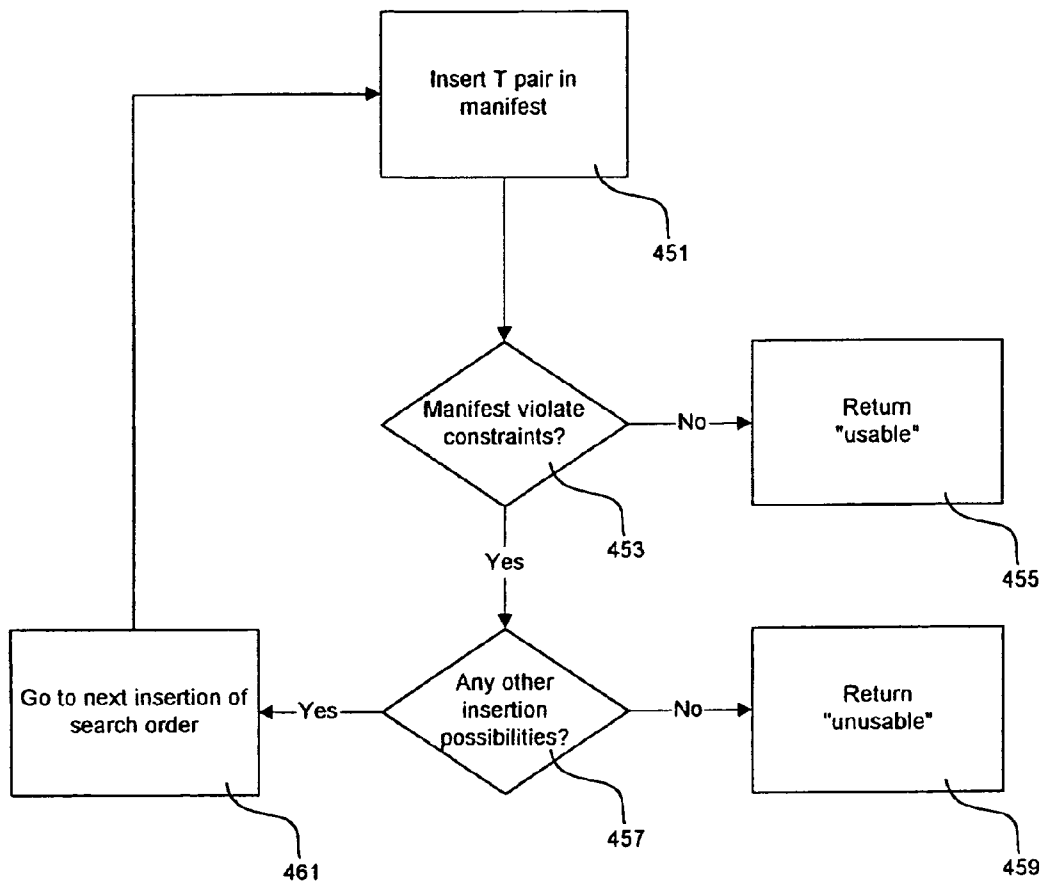 Insert T pair in
manifest
451
Manifest violate
constraints?
No
Return
"usable"
453
455
Yes
Go to next insertion of
search order
Yes
Any other
insertion
possibilities?
No
Return
"unusable"
457
459
461